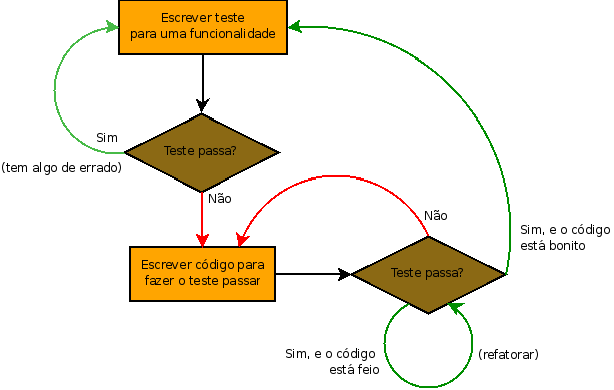 Escrever teste
para uma funcionalidade
Sim
(tem algo de errado)
Teste passa?
Não
Não
Sim, e o código
está bonito
Escrever código para
fazer o teste passar
Teste passa?
Sim, e o código
está feio
(refatorar)